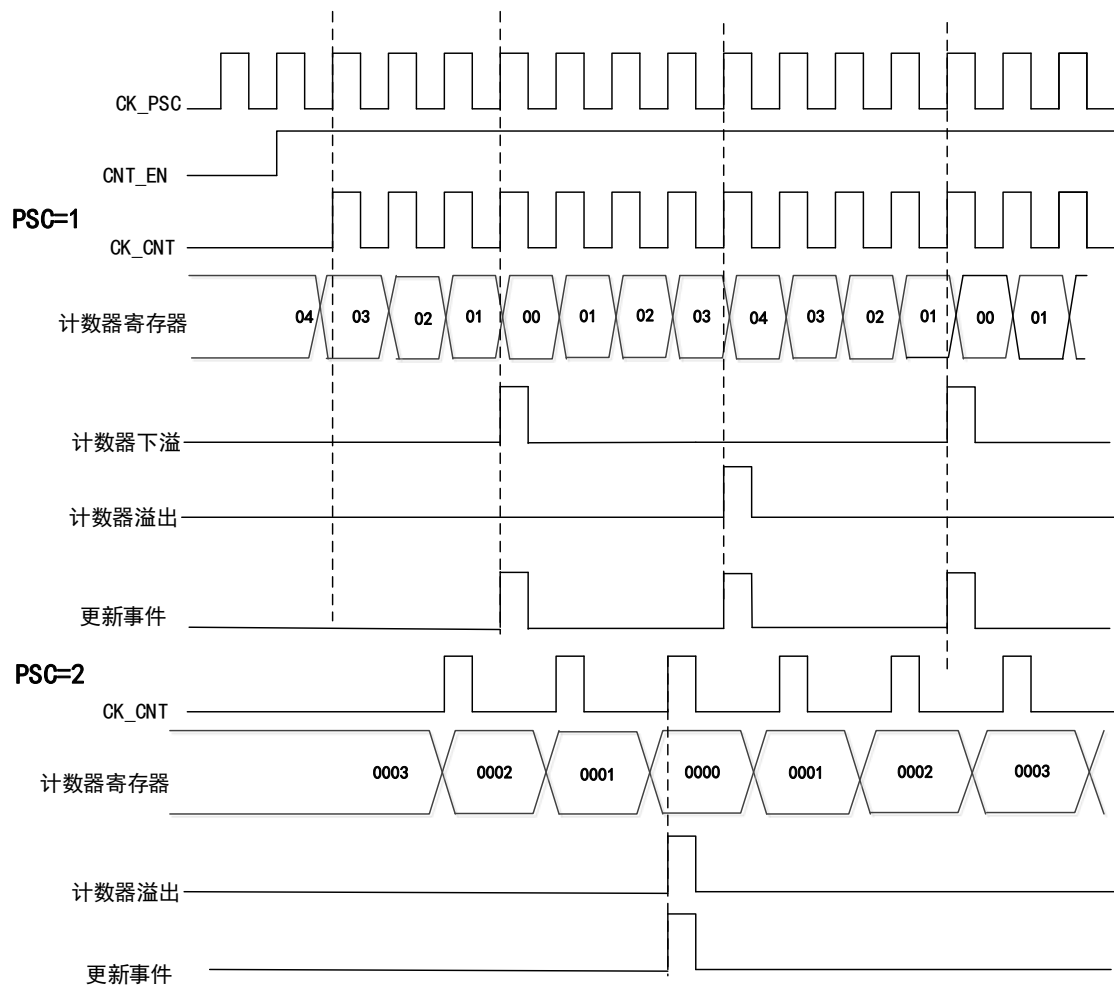 CK_PSC
CNT_EN
PSC=1
CK_CNT
计数器寄存器
04 03 02 01 00 01 02 03 04 03 02 01 00 01
计数器下溢
计数器溢出
更新事件
PSC=2
CK_CNT
计数器寄存器
0003 0002 0001 0000 0001 0002 0003
计数器溢出
更新事件